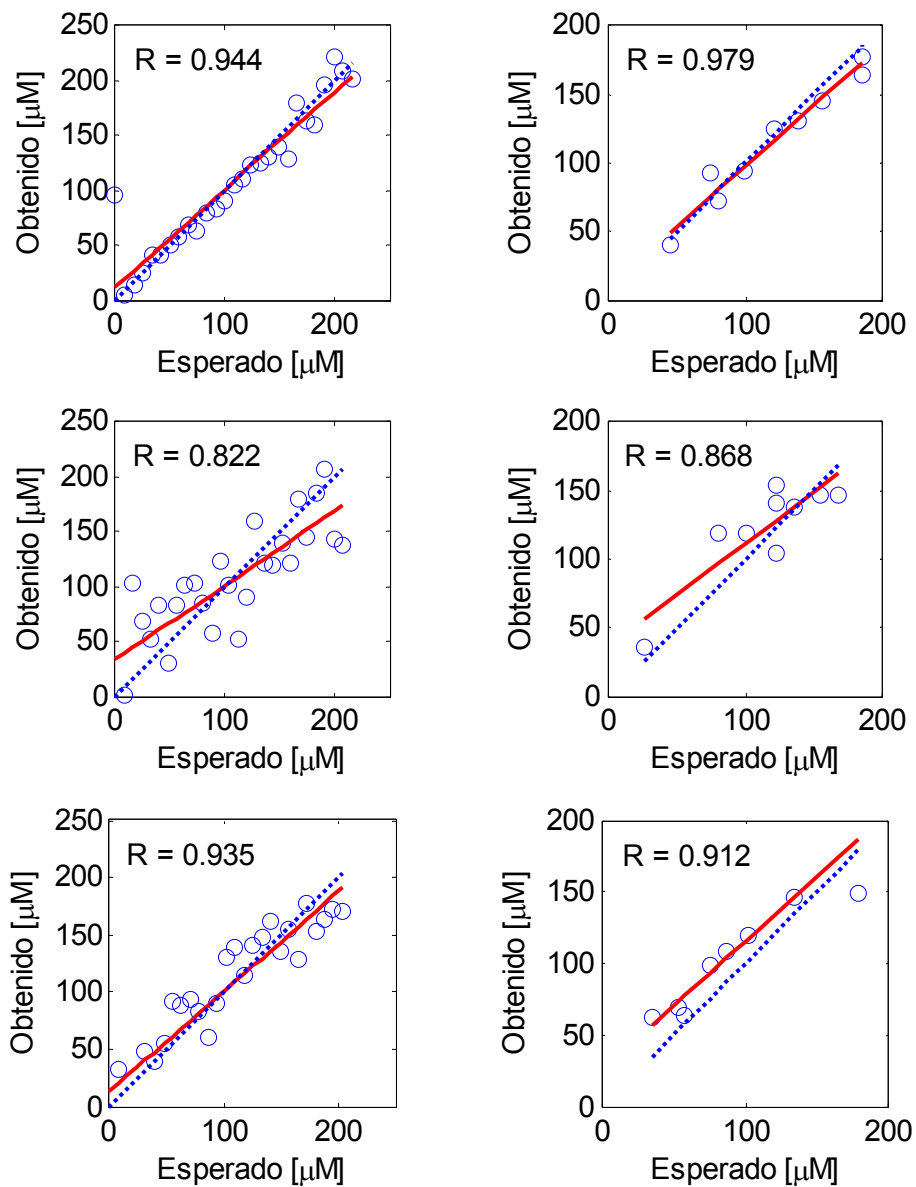 250
200
150
100
50
0
R = 0.944
Obtenido [μM]
0 100 200
Esperado [μM]
200
150
100
50
0
R = 0.979
Obtenido [μM]
0 100 200
Esperado [μM]
250
200
150
100
50
0
R = 0.822
Obtenido [μM]
0 100 200
Esperado [μM]
200
150
100
50
0
R = 0.868
Obtenido [μM]
0 100 200
Esperado [μM]
250
200
150
100
50
0
R = 0.935
Obtenido [μM]
0 100 200
Esperado [μM]
200
150
100
50
0
R = 0.912
Obtenido [μM]
0 100 200
Esperado [μM]